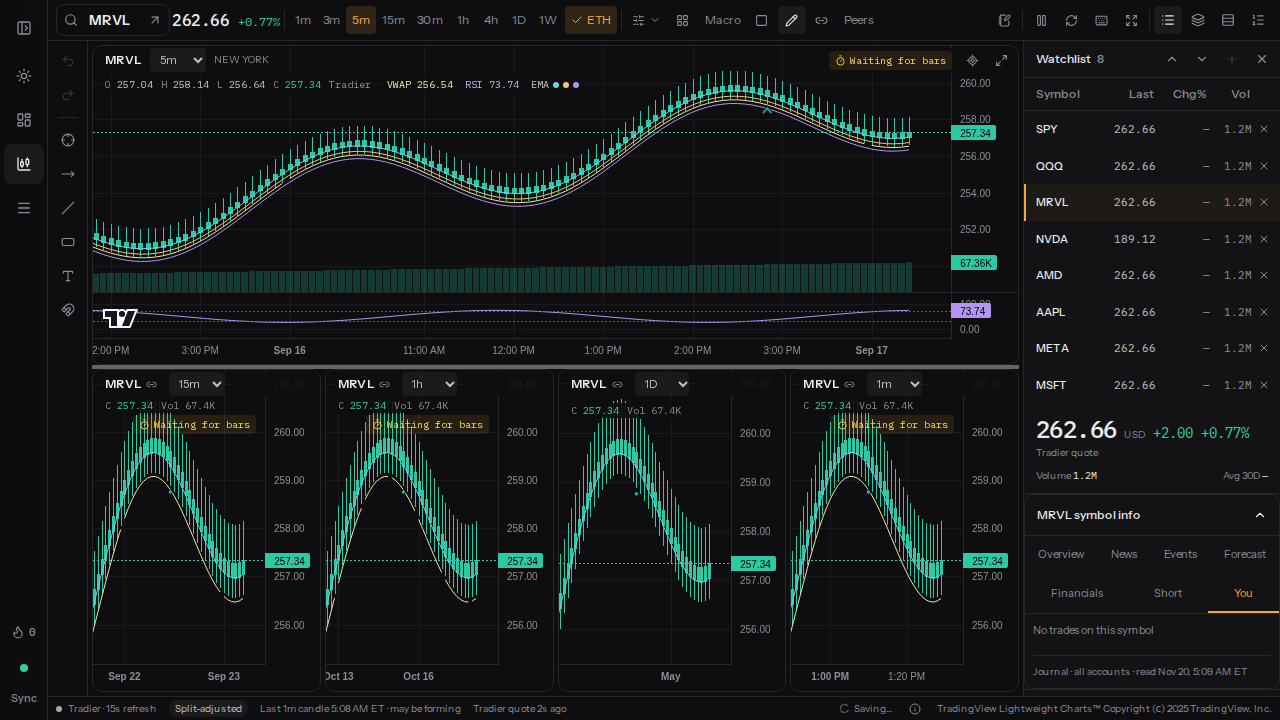 MRVL 262.66 +0.77% 1m 3m 5m 15m 30m 1h 4h 1D 1W ETH Macro Peers
MRVL 5m NEW YORK Waiting for bars
O 257.04 H 258.14 L 256.64 C 257.34 Tradier VWAP 256.54 RSI 73.74 EMA
260.00
258.00
257.34
256.00
254.00
252.00
67.36K
73.74
0.00
2:00 PM 3:00 PM Sep 16 11:00 AM 12:00 PM 1:00 PM 2:00 PM 3:00 PM Sep 17
MRVL 15m
C 257.34 Vol 67.4K
Waiting for bars
260.00
259.00
258.00
257.34
257.00
256.00
Sep 22 Sep 23
MRVL 1h
C 257.34 Vol 67.4K
Waiting for bars
260.00
259.00
258.00
257.34
257.00
256.00
Oct 13 Oct 16
MRVL 1D
C 257.34 Vol 67.4K
260.00
259.00
258.00
257.34
257.00
256.00
May
MRVL 1m
C 257.34 Vol 67.4K
Waiting for bars
260.00
259.00
258.00
257.34
257.00
256.00
1:00 PM 1:20 PM
Watchlist 8
Symbol Last Chg% Vol
SPY 262.66 — 1.2M
QQQ 262.66 — 1.2M
MRVL 262.66 — 1.2M
NVDA 189.12 — 1.2M
AMD 262.66 — 1.2M
AAPL 262.66 — 1.2M
META 262.66 — 1.2M
MSFT 262.66 — 1.2M
262.66 USD +2.00 +0.77%
Tradier quote
Volume 1.2M Avg 30D —
MRVL symbol info
Overview News Events Forecast
Financials Short You
No trades on this symbol
Journal · all accounts · read Nov 20, 5:09 AM ET
0
Sync
Tradier · 15s refresh Split-adjusted Last 1m candle 5:08 AM ET · may be forming Tradier quote 2s ago Saving... TradingView Lightweight Charts™ Copyright (c) 2025 TradingView, Inc.